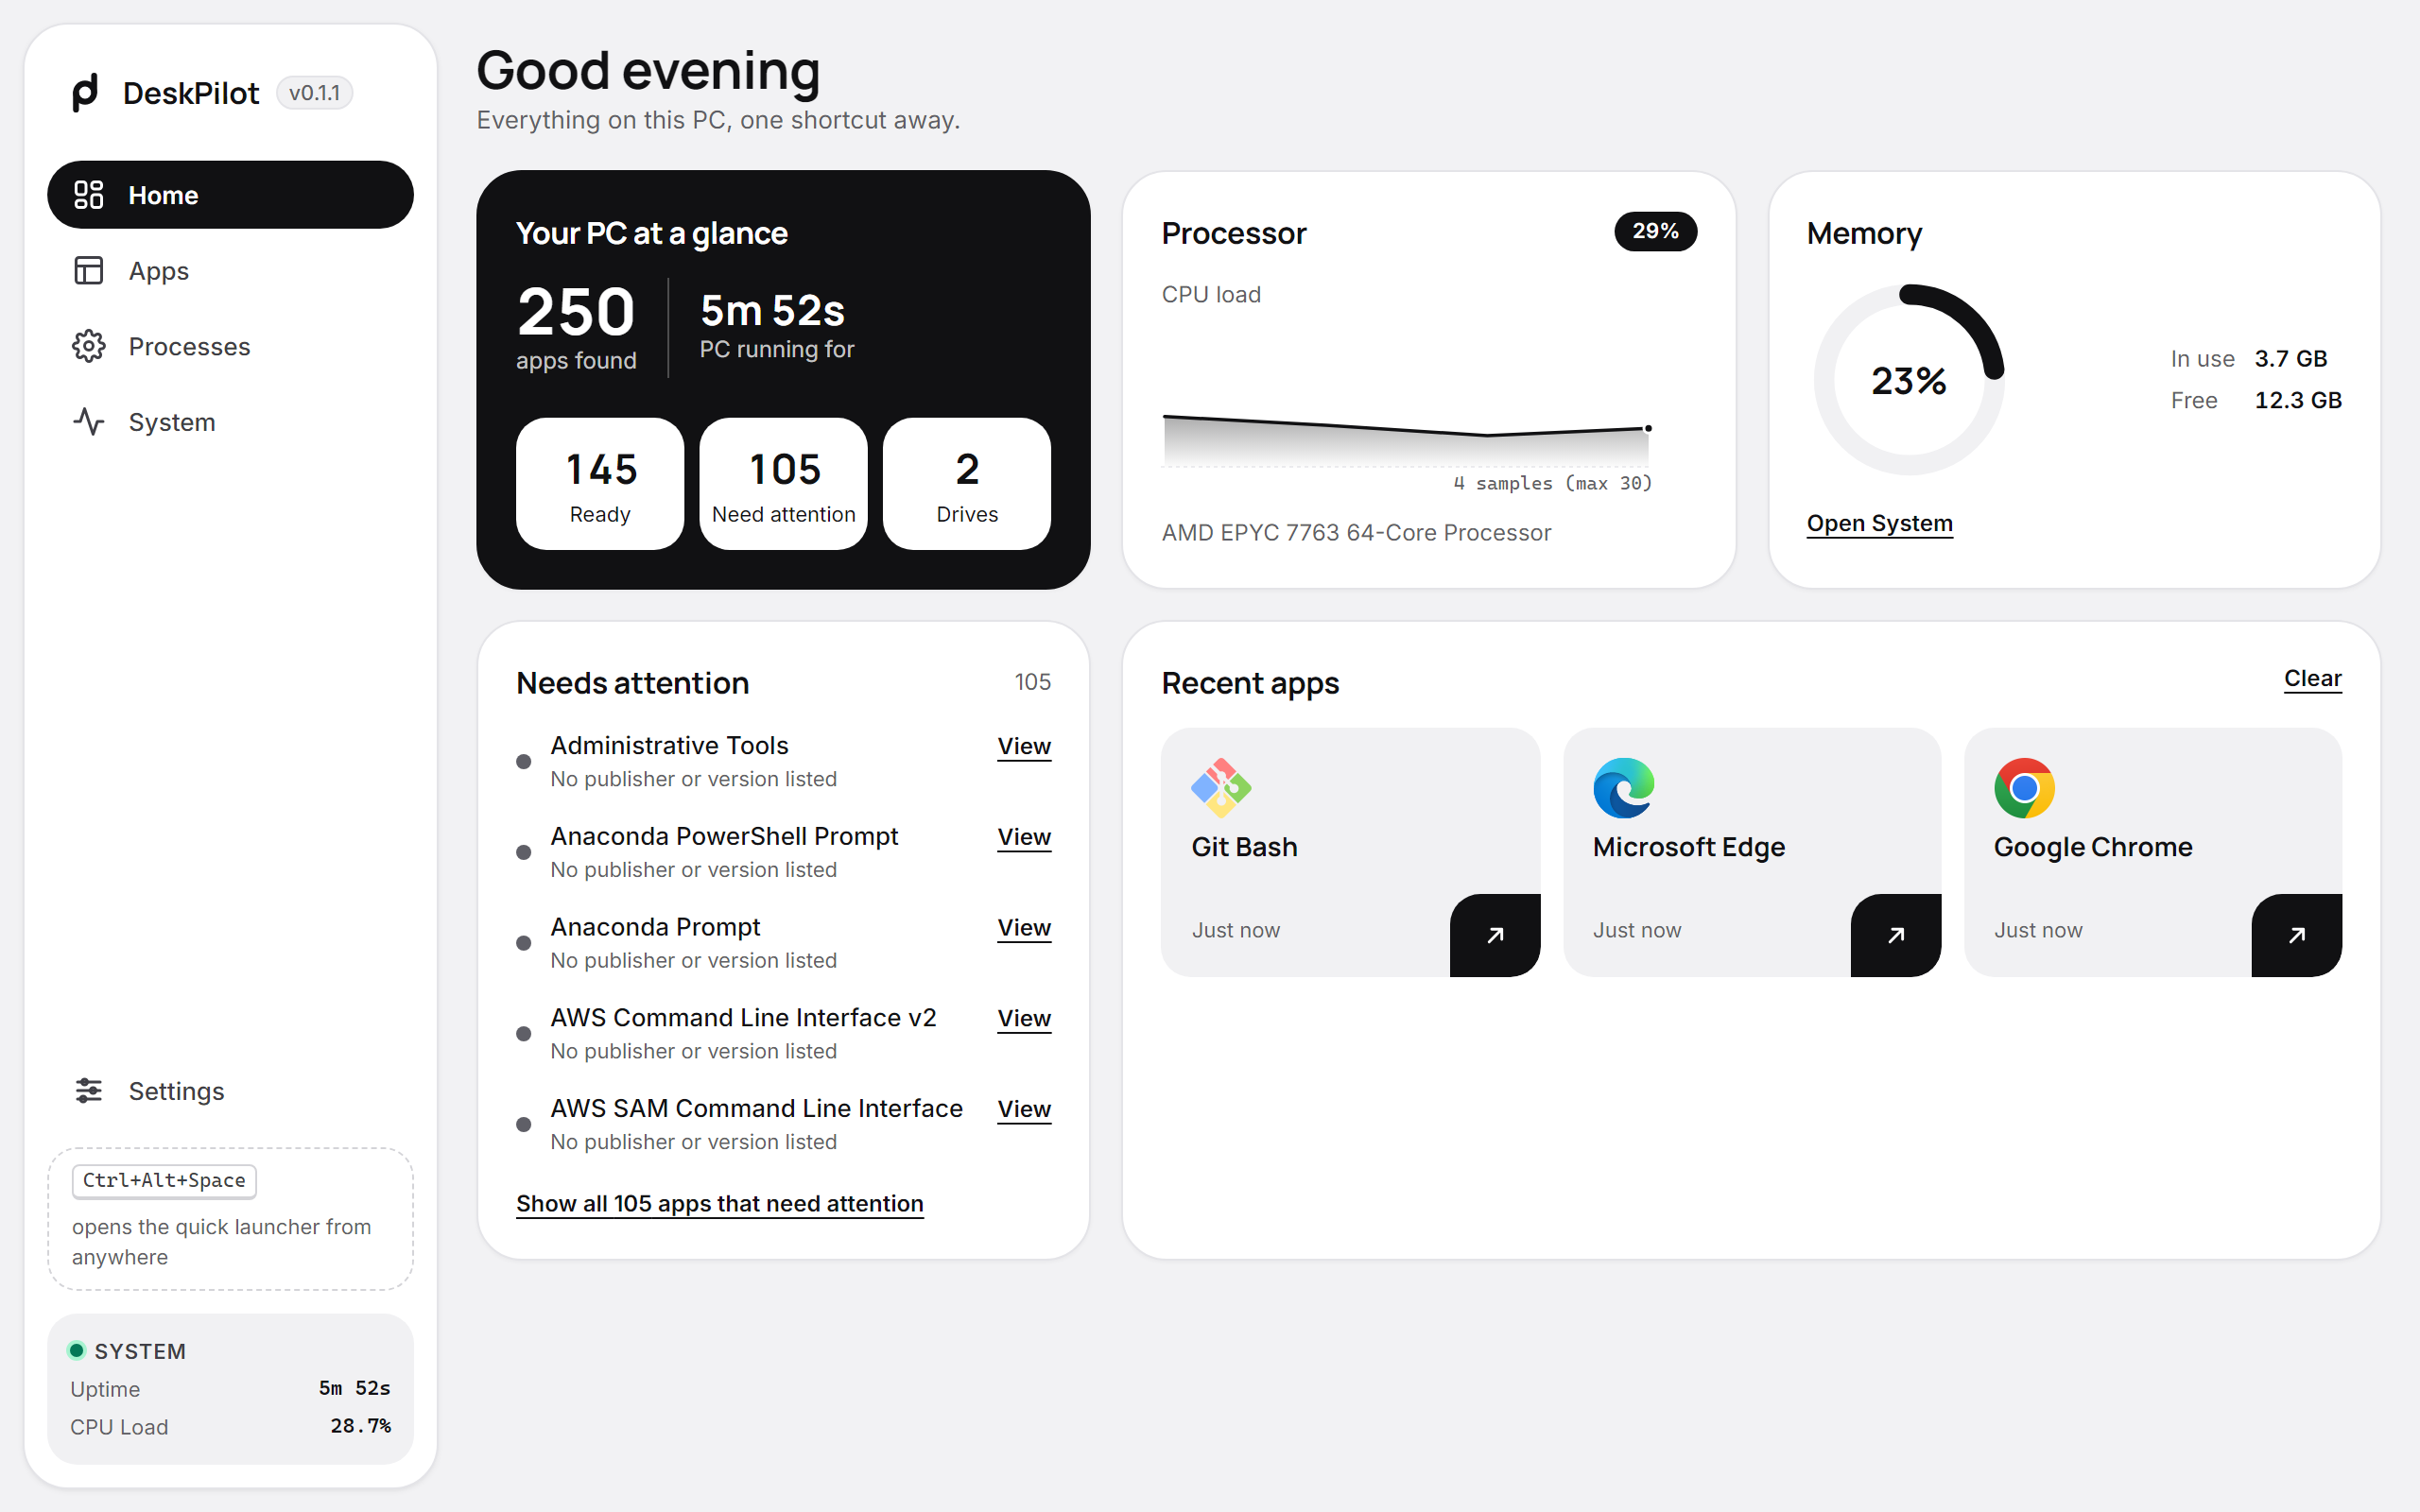 DeskPilot v0.1.1
Home
Apps
Processes
System
Settings
Ctrl+Alt+Space
opens the quick launcher from
anywhere
SYSTEM
Uptime 5m 52s
CPU Load 28.7%
Good evening
Everything on this PC, one shortcut away.
Your PC at a glance
250
apps found
5m 52s
PC running for
145
Ready
105
Need attention
2
Drives
Processor 29%
CPU load
4 samples (max 30)
AMD EPYC 7763 64-Core Processor
Memory
23%
In use 3.7 GB
Free 12.3 GB
Open System
Needs attention 105
Administrative Tools View
No publisher or version listed
Anaconda PowerShell Prompt View
No publisher or version listed
Anaconda Prompt View
No publisher or version listed
AWS Command Line Interface v2 View
No publisher or version listed
AWS SAM Command Line Interface View
No publisher or version listed
Show all 105 apps that need attention
Recent apps Clear
Git Bash
Just now
Microsoft Edge
Just now
Google Chrome
Just now